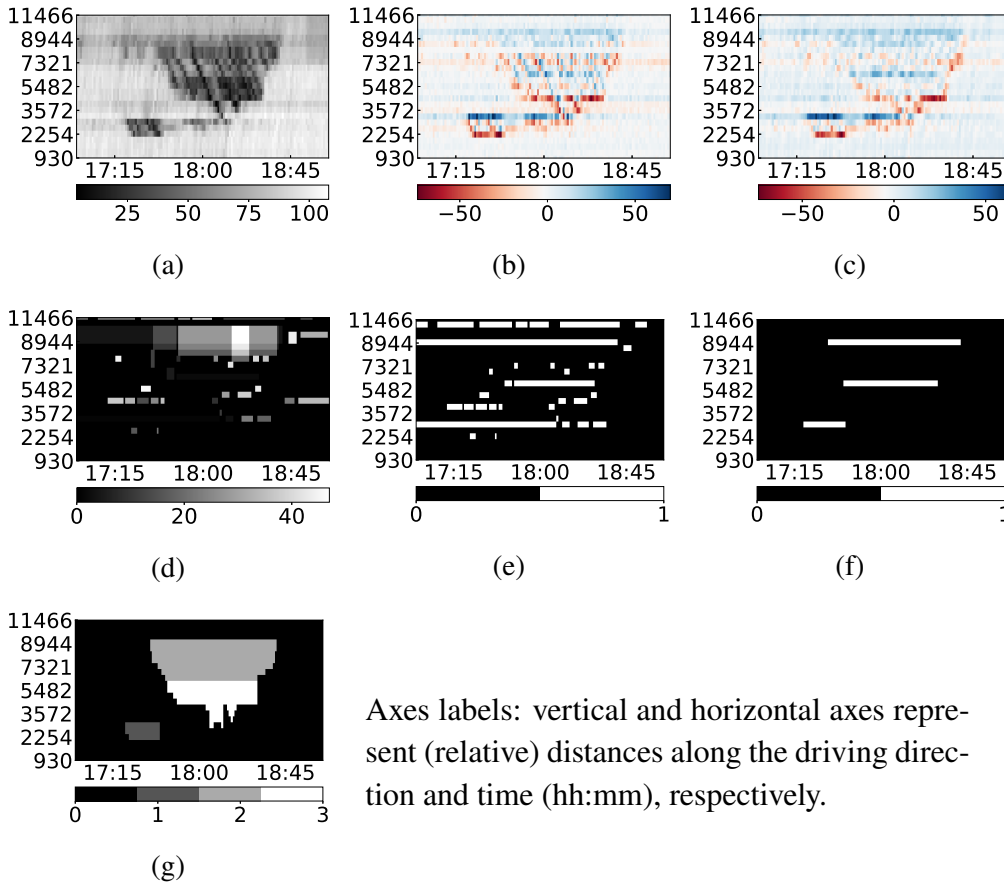 11466
8944
7321
5482
3572
2254
930
17:15 18:00 18:45
25 50 75 100
(a)
11466
8944
7321
5482
3572
2254
930
17:15 18:00 18:45
−50 0 50
(b)
11466
8944
7321
5482
3572
2254
930
17:15 18:00 18:45
−50 0 50
(c)
11466
8944
7321
5482
3572
2254
930
17:15 18:00 18:45
0 20 40
(d)
11466
8944
7321
5482
3572
2254
930
17:15 18:00 18:45
0 1
(e)
11466
8944
7321
5482
3572
2254
930
17:15 18:00 18:45
0 1
(f)
11466
8944
7321
5482
3572
2254
930
17:15 18:00 18:45
0 1 2 3
(g)
Axes labels: vertical and horizontal axes repre-
sent (relative) distances along the driving direc-
tion and time (hh:mm), respectively.